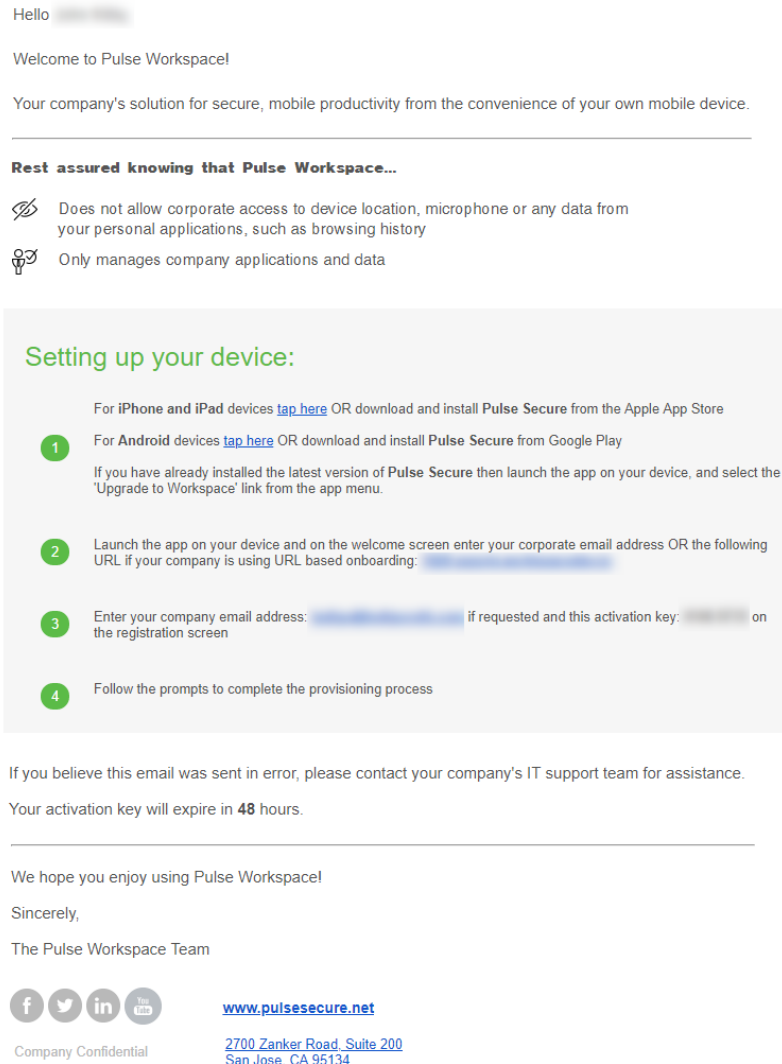 Hello
Welcome to Pulse Workspace!
Your company's solution for secure, mobile productivity from the convenience of your own mobile device.
Rest assured knowing that Pulse Workspace...
Does not allow corporate access to device location, microphone or any data from
your personal applications, such as browsing history
Only manages company applications and data
Setting up your device:
For iPhone and iPad devices tap here OR download and install Pulse Secure from the Apple App Store
1
For Android devices tap here OR download and install Pulse Secure from Google Play
If you have already installed the latest version of Pulse Secure then launch the app on your device, and select the
'Upgrade to Workspace' link from the app menu.
2
Launch the app on your device and on the welcome screen enter your corporate email address OR the following
URL if your company is using URL based onboarding:
3
Enter your company email address: if requested and this activation key: on
the registration screen
4
Follow the prompts to complete the provisioning process
If you believe this email was sent in error, please contact your company's IT support team for assistance.
Your activation key will expire in 48 hours.
We hope you enjoy using Pulse Workspace!
Sincerely,
The Pulse Workspace Team
f in You Tube
www.pulsesecure.net
Company Confidential
2700 Zanker Road, Suite 200
San Jose, CA 95134